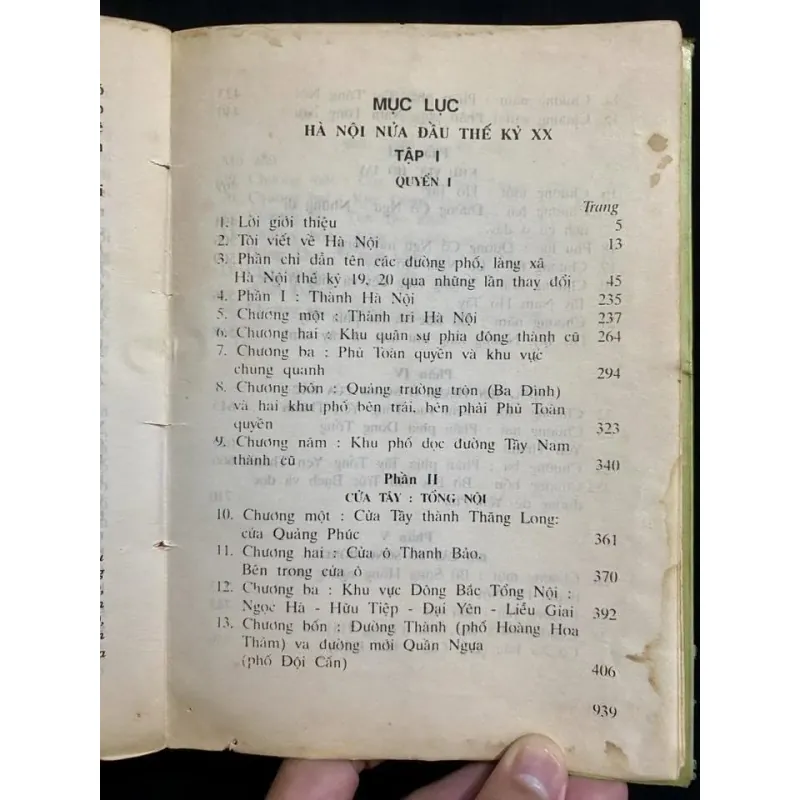 MỤC LỤC
HÀ NỘI NỬA ĐẦU THẾ KỶ XX
TẬP I
QUYỂN I
Trang
1. Lời giới thiệu 5
2. Tôi viết về Hà Nội 13
3. Phần chỉ dẫn tên các đường phố, làng xã
Hà Nội thế kỷ 19, 20 qua những lần thay đổi 45
4. Phần I : Thành Hà Nội 235
5. Chương một : Thành trì Hà Nội 237
6. Chương hai : Khu quân sự phía đông thành cũ 264
7. Chương ba : Phủ Toàn quyền và khu vực
chung quanh 294
8. Chương bốn : Quảng trường tròn (Ba Đình)
và hai khu phố bên trái, bên phải Phủ Toàn
quyền 323
9. Chương năm : Khu phố dọc đường Tây Nam
thành cũ 340
Phần II
CỬA TÂY : TỔNG NỘI
10. Chương một : Cửa Tây thành Thăng Long:
cửa Quảng Phúc 361
11. Chương hai : Cửa ô Thanh Bảo.
Bên trong cửa ô 370
12. Chương ba : Khu vực Đông Bắc Tổng Nội :
Ngọc Hà - Hữu Tiệp - Đại Yên - Liễu Giai 392
13. Chương bốn : Đường Thành (phố Hoàng Hoa
Thám) và đường mới Quần Ngựa
(phố Đội Cấn) 406
939